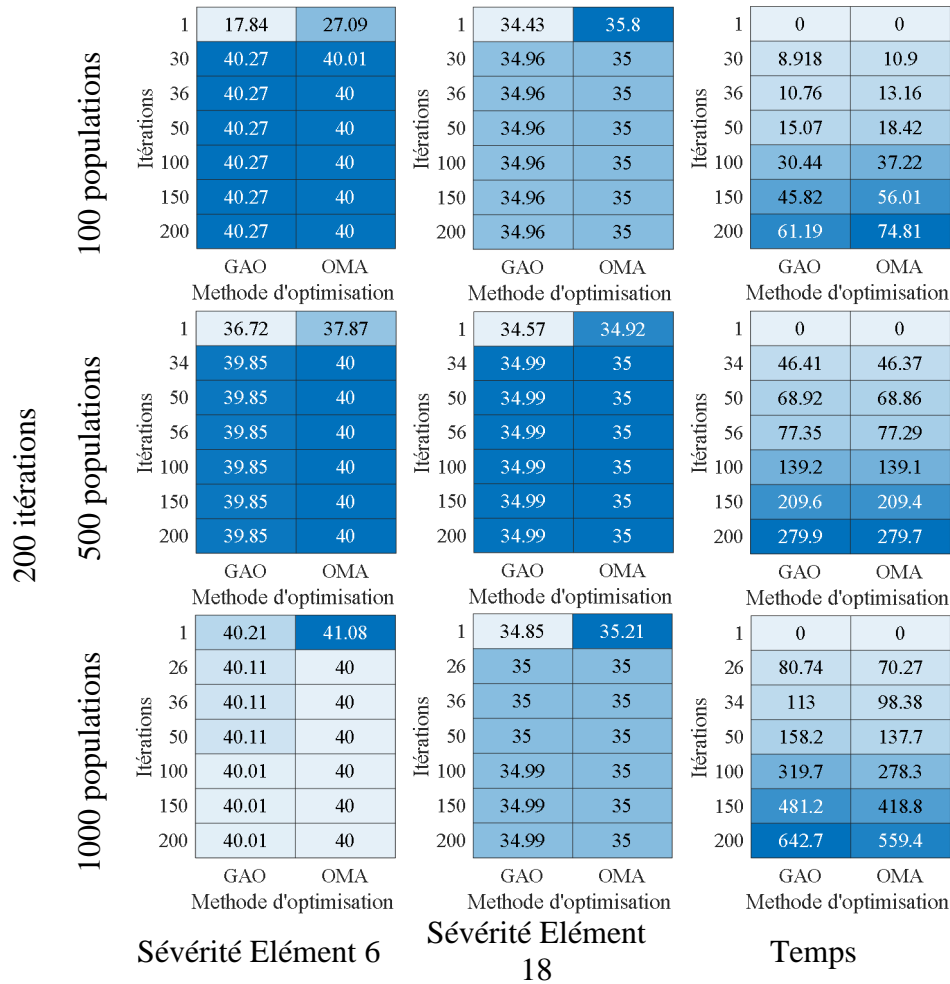 200 itérations
100 populations
Itérations
1 17.84 27.09
30 40.27 40.01
36 40.27 40
50 40.27 40
100 40.27 40
150 40.27 40
200 40.27 40
GAO OMA
Methode d'optimisation
Itérations
1 34.43 35.8
30 34.96 35
36 34.96 35
50 34.96 35
100 34.96 35
150 34.96 35
200 34.96 35
GAO OMA
Methode d'optimisation
Itérations
1 0 0
30 8.918 10.9
36 10.76 13.16
50 15.07 18.42
100 30.44 37.22
150 45.82 56.01
200 61.19 74.81
GAO OMA
Methode d'optimisation
500 populations
Itérations
1 36.72 37.87
34 39.85 40
50 39.85 40
56 39.85 40
100 39.85 40
150 39.85 40
200 39.85 40
GAO OMA
Methode d'optimisation
Itérations
1 34.57 34.92
34 34.99 35
50 34.99 35
56 34.99 35
100 34.99 35
150 34.99 35
200 34.99 35
GAO OMA
Methode d'optimisation
Itérations
1 0 0
34 46.41 46.37
50 68.92 68.86
56 77.35 77.29
100 139.2 139.1
150 209.6 209.4
200 279.9 279.7
GAO OMA
Methode d'optimisation
1000 populations
Itérations
1 40.21 41.08
26 40.11 40
36 40.11 40
50 40.11 40
100 40.01 40
150 40.01 40
200 40.01 40
GAO OMA
Methode d'optimisation
Itérations
1 34.85 35.21
26 35 35
36 35 35
50 35 35
100 34.99 35
150 34.99 35
200 34.99 35
GAO OMA
Methode d'optimisation
Itérations
1 0 0
26 80.74 70.27
34 113 98.38
50 158.2 137.7
100 319.7 278.3
150 481.2 418.8
200 642.7 559.4
GAO OMA
Methode d'optimisation
Sévérité Elément 6
Sévérité Elément
18
Temps